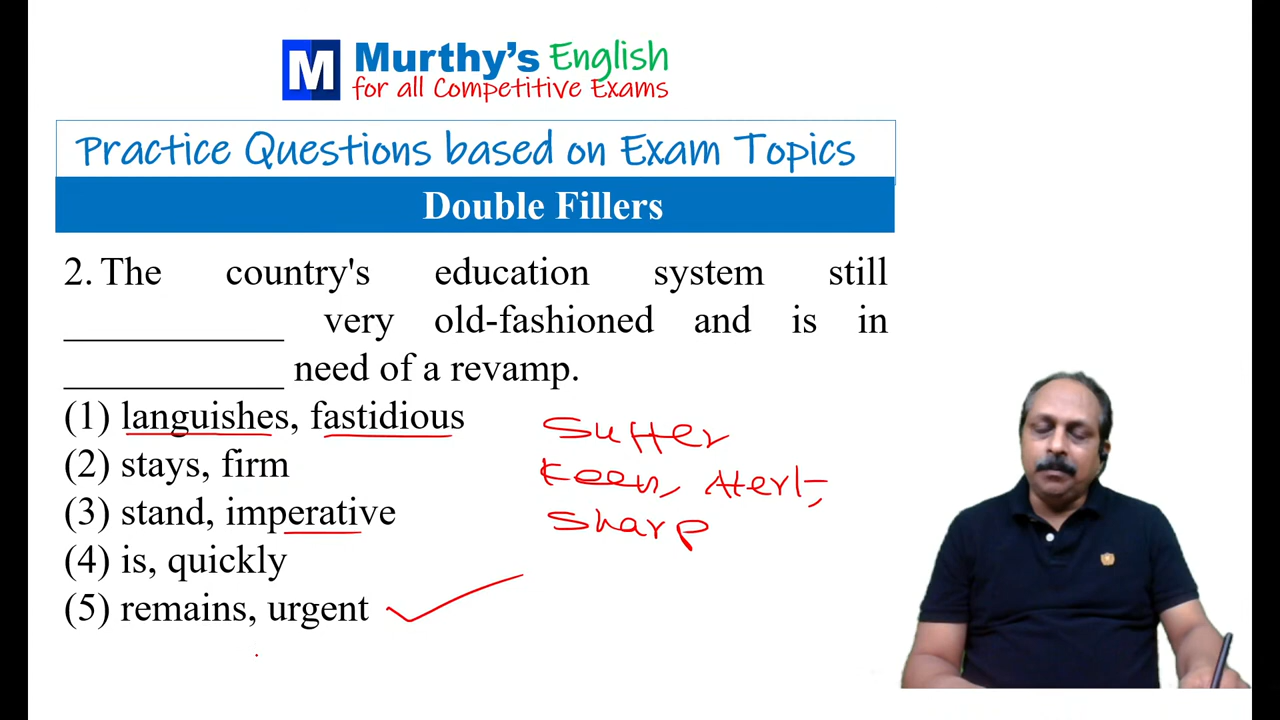 M Murthy's English
for all Competitive Exams
Practice Questions based on Exam Topics
Double Fillers
2. The country's education system still
____________ very old-fashioned and is in
____________ need of a revamp.
(1) languishes, fastidious
(2) stays, firm
(3) stand, imperative
(4) is, quickly
(5) remains, urgent
Suffer
Keen, Alert,
Sharp